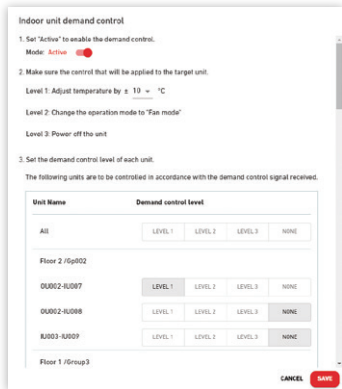 Indoor unit demand control
1. Set "Active" to enable the demand control.
Mode: Active
2. Make sure the control that will be applied to the target unit.
Level 1: Adjust temperature by ± 10 °C
Level 2: Change the operation mode to "Fan mode"
Level 3: Power off the unit
3. Set the demand control level of each unit.
The following units are to be controlled in accordance with the demand control signal received.
Unit Name Demand control level
All LEVEL 1 LEVEL 2 LEVEL 3 NONE
Floor 2 /Gp002
OU002-IU007 LEVEL 1 LEVEL 2 LEVEL 3 NONE
OU002-IU008 LEVEL 1 LEVEL 2 LEVEL 3 NONE
IU003-IU009 LEVEL 1 LEVEL 2 LEVEL 3 NONE
Floor 1 /Group3
CANCEL SAVE